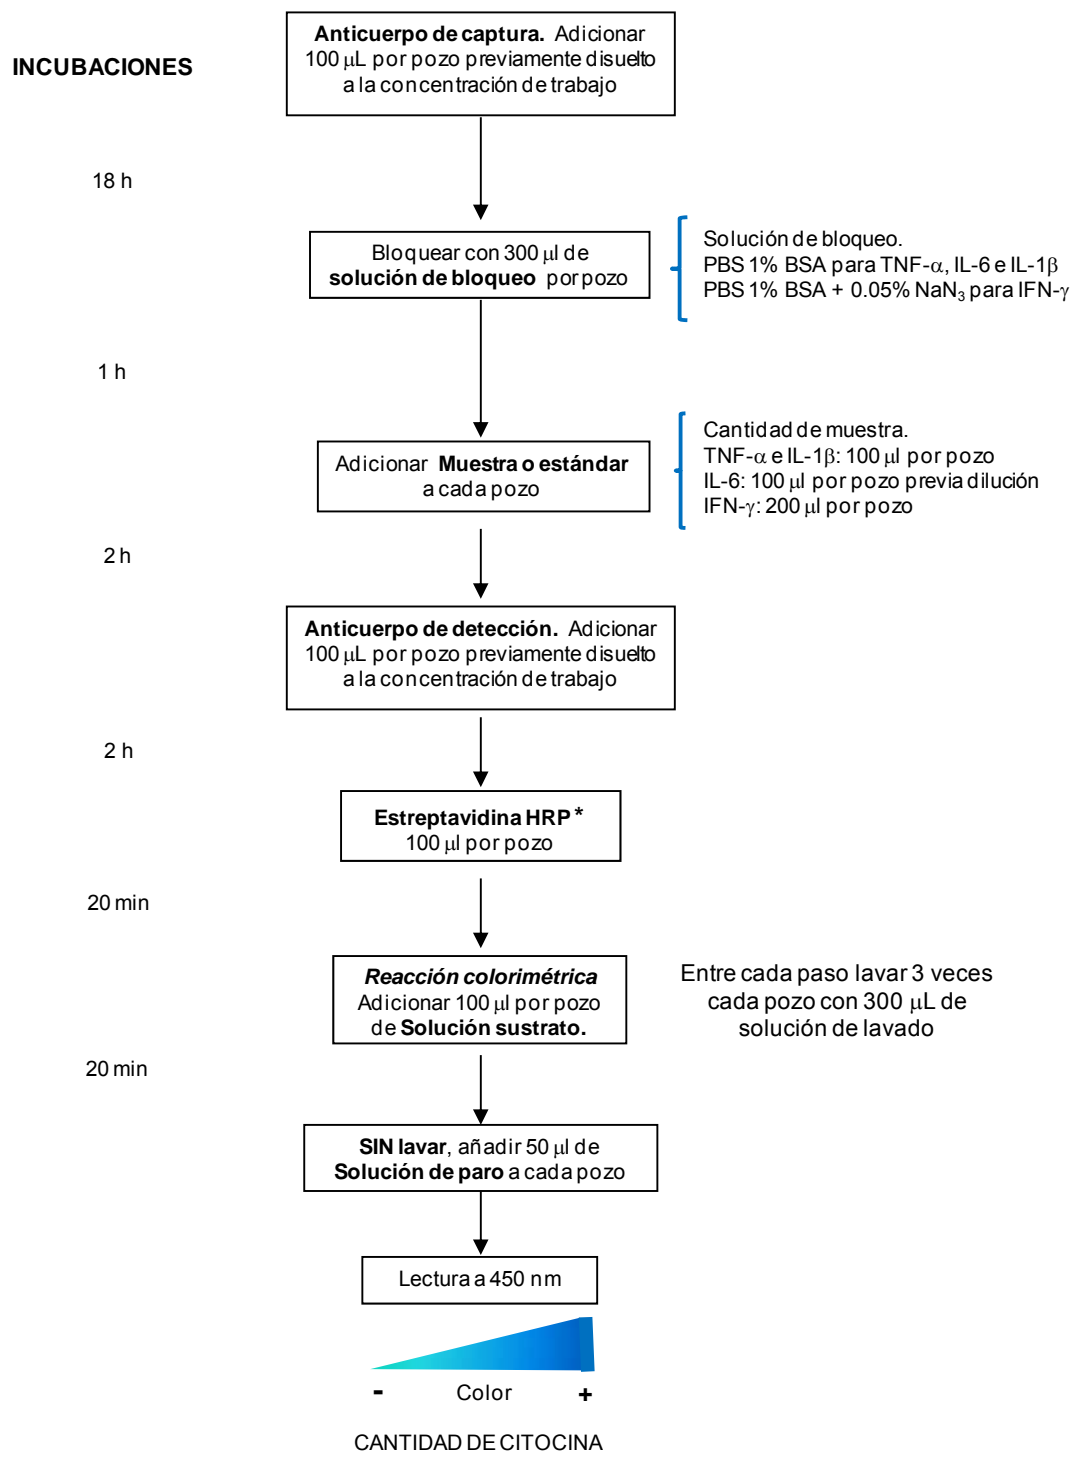 INCUBACIONES
Anticuerpo de captura. Adicionar
100 μL por pozo previamente disuelto
a la concentración de trabajo
18 h
Bloquear con 300 μl de
solución de bloqueo por pozo
Solución de bloqueo.
PBS 1% BSA para TNF-α, IL-6 e IL-1β
PBS 1% BSA + 0.05% NaN₃ para IFN-γ
1 h
Adicionar Muestra o estándar
a cada pozo
Cantidad de muestra.
TNF-α e IL-1β: 100 μl por pozo
IL-6: 100 μl por pozo previa dilución
IFN-γ: 200 μl por pozo
2 h
Anticuerpo de detección. Adicionar
100 μL por pozo previamente disuelto
a la concentración de trabajo
2 h
Estreptavidina HRP *
100 μl por pozo
20 min
Reacción colorimétrica
Adicionar 100 μl por pozo
de Solución sustrato.
Entre cada paso lavar 3 veces
cada pozo con 300 μL de
solución de lavado
20 min
SIN lavar, añadir 50 μl de
Solución de paro a cada pozo
Lectura a 450 nm
- Color +
CANTIDAD DE CITOCINA